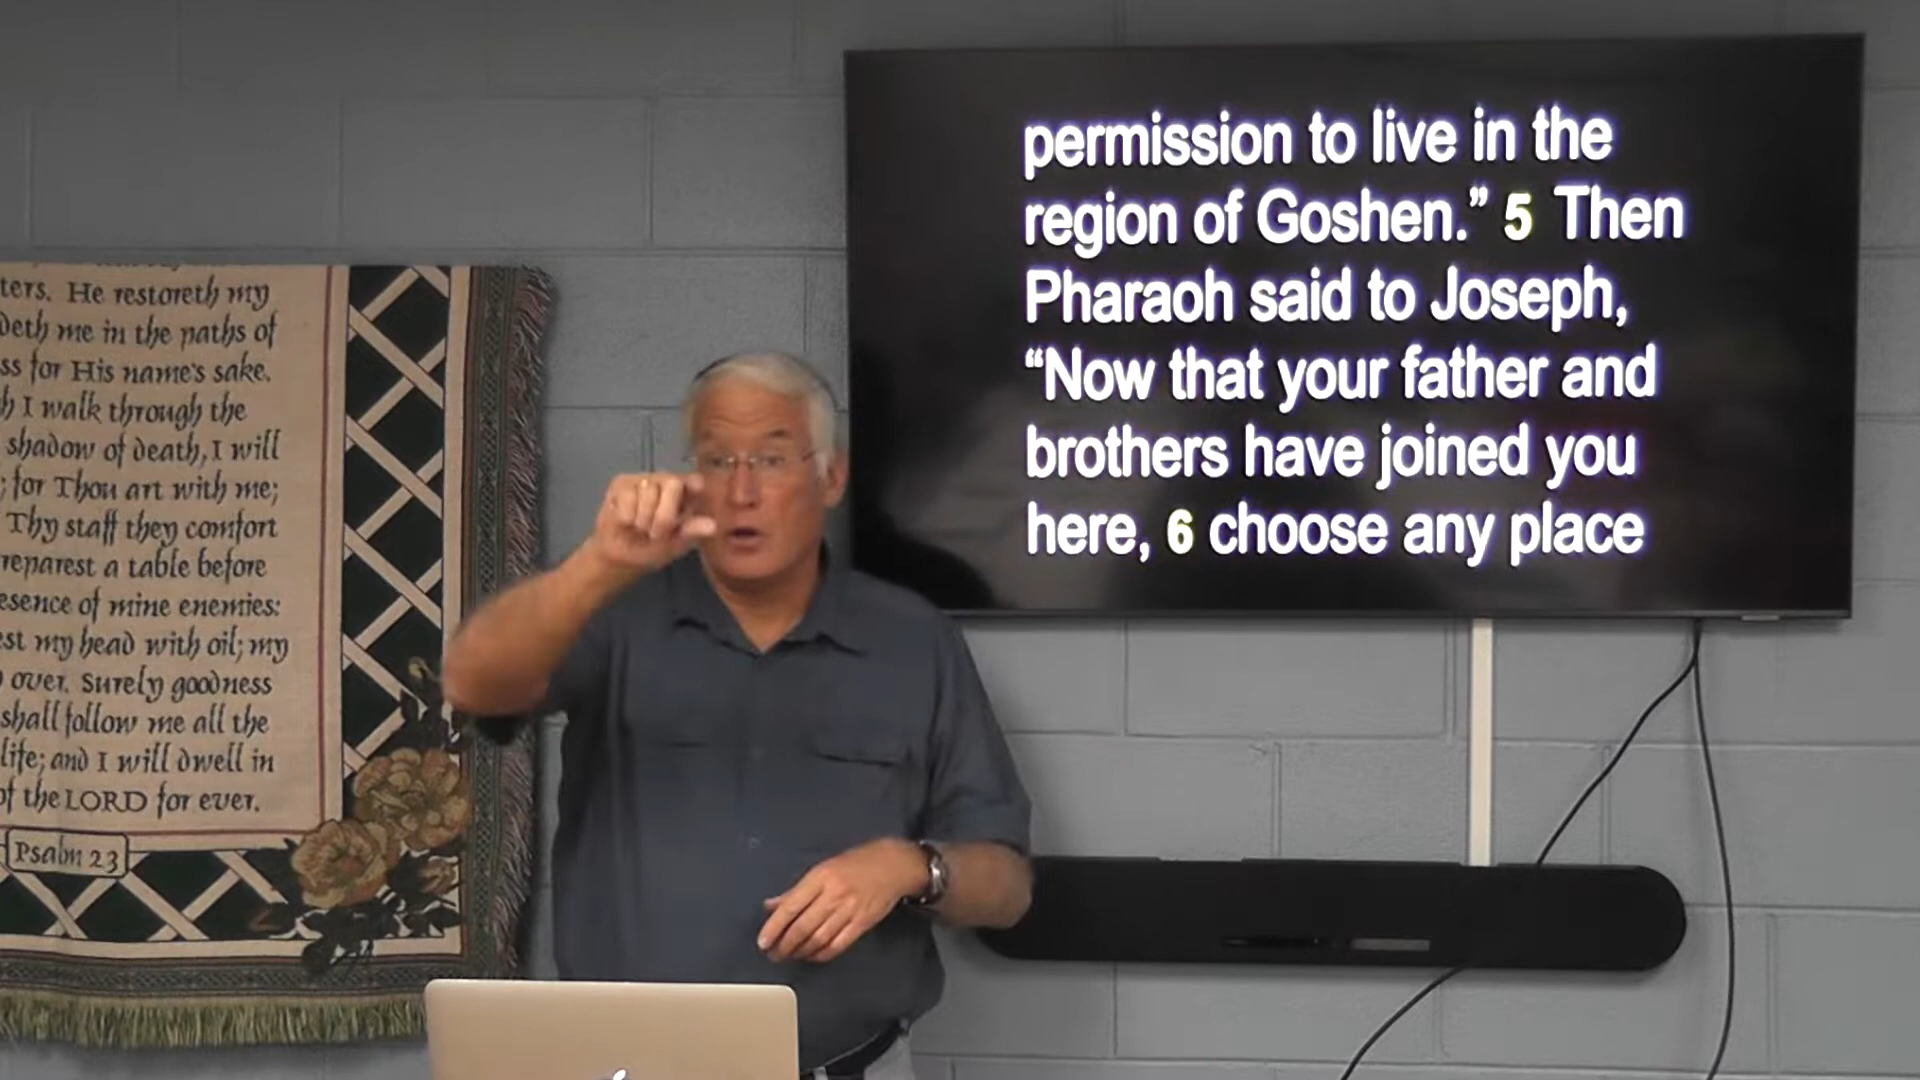 ters. He restoreth my
deth me in the paths of
ss for His name's sake.
h I walk through the
shadow of death, I will
; for Thou art with me;
Thy staff they comfort
reparest a table before
esence of mine enemies:
st my head with oil; my
over. Surely goodness
shall follow me all the
life; and I will dwell in
of the LORD for ever.
Psalm 23
permission to live in the
region of Goshen.” 5 Then
Pharaoh said to Joseph,
“Now that your father and
brothers have joined you
here, 6 choose any place